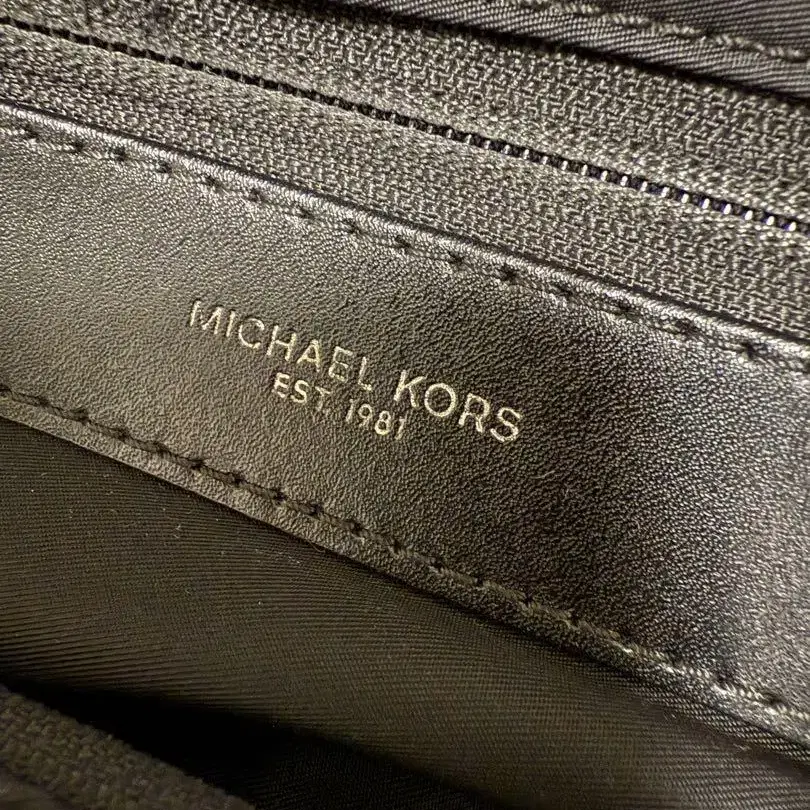 MICHAEL KORS
EST. 1981